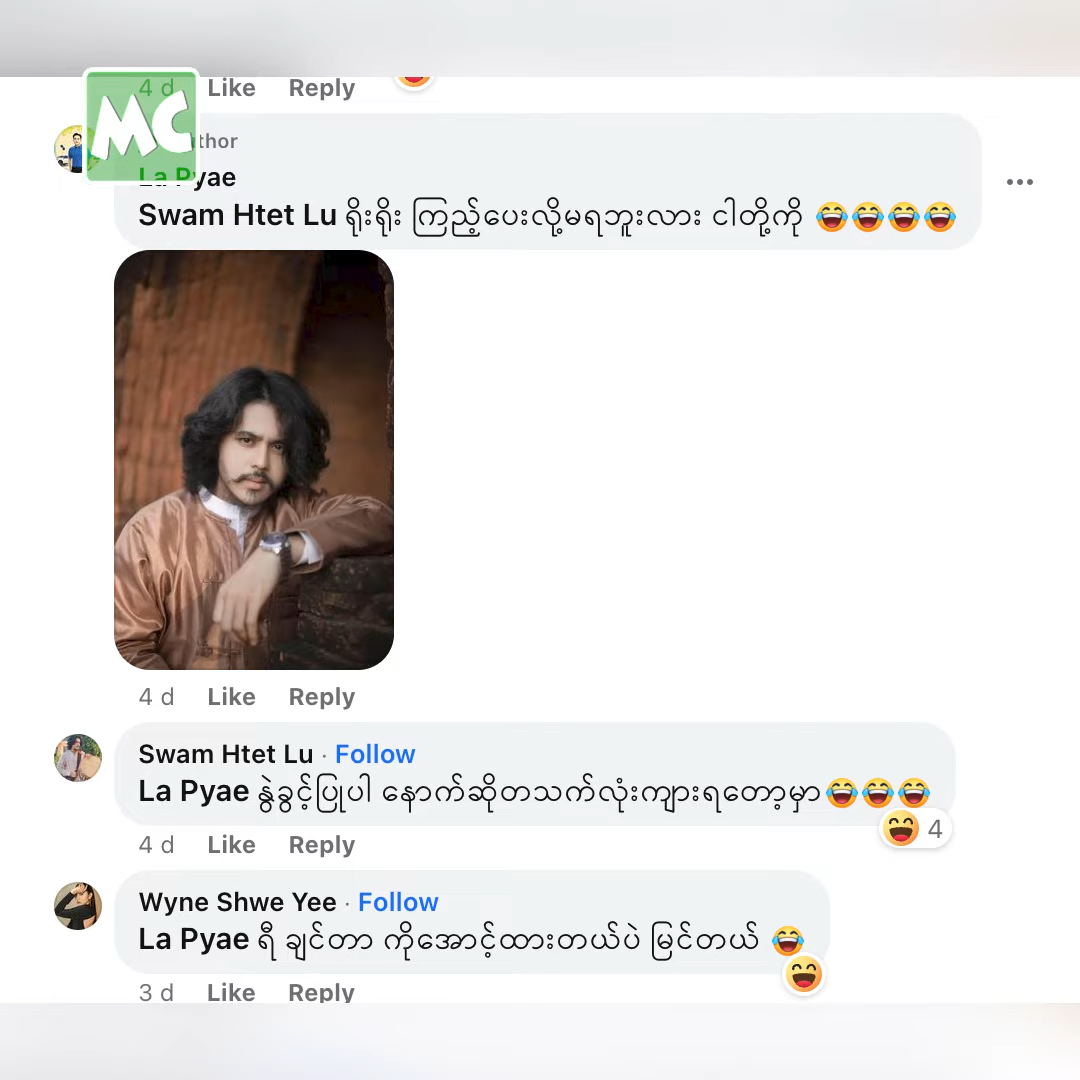 4 d Like Reply
MC
thor
La Pyae
Swam Htet Lu ရိုးရိုး ကြည့်ပေးလို့မရဘူးလား ငါတို့ကို 😂😂😂😂
4 d Like Reply
Swam Htet Lu · Follow
La Pyae နွဲခွင့်ပြုပါ နောက်ဆိုတသက်လုံးကျားရတော့မှာ😂😂😂
4
4 d Like Reply
Wyne Shwe Yee · Follow
La Pyae ရီ ချင်တာ ကိုအောင့်ထားတယ်ပဲ မြင်တယ် 😂
3 d Like Reply